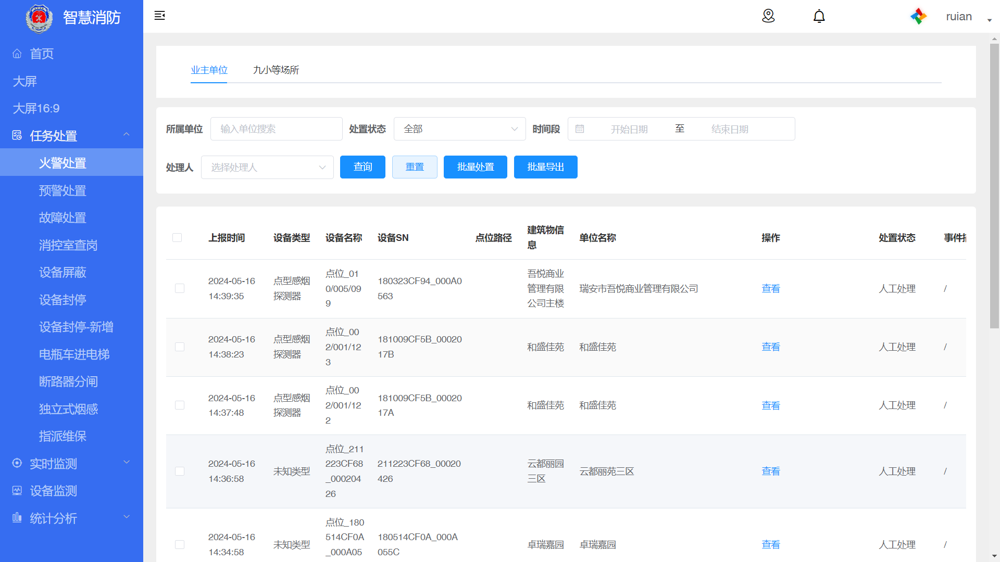 智慧消防
ruian
首页
大屏
大屏16:9
任务处置
火警处置
预警处置
故障处置
消控室查岗
设备屏蔽
设备封停
设备封停-新增
电瓶车进电梯
断路器分闸
独立式烟感
指派维保
实时监测
设备监测
统计分析
业主单位 九小等场所
所属单位 输入单位搜索 处置状态 全部 时间段 开始日期 至 结束日期
处理人 选择处理人 查询 重置 批量处置 批量导出
上报时间 设备类型 设备名称 设备SN 点位路径 建筑物信息 单位名称 操作 处置状态 事件
2024-05-16 14:39:35 点型感烟探测器 点位_010/005/099 180323CF94_000A0563 吾悦商业管理有限公司主楼 瑞安市吾悦商业管理有限公司 查看 人工处理 /
2024-05-16 14:38:23 点型感烟探测器 点位_002/001/123 181009CF5B_0002017B 和盛佳苑 和盛佳苑 查看 人工处理 /
2024-05-16 14:37:48 点型感烟探测器 点位_002/001/122 181009CF5B_0002017A 和盛佳苑 和盛佳苑 查看 人工处理 /
2024-05-16 14:36:58 未知类型 点位_211223CF68_00020426 211223CF68_00020426 云都丽园三区 云都丽苑三区 查看 人工处理 /
2024-05-16 14:34:58 未知类型 点位_180514CF0A_000A05 180514CF0A_000A055C 卓瑞嘉园 卓瑞嘉园 查看 人工处理 /